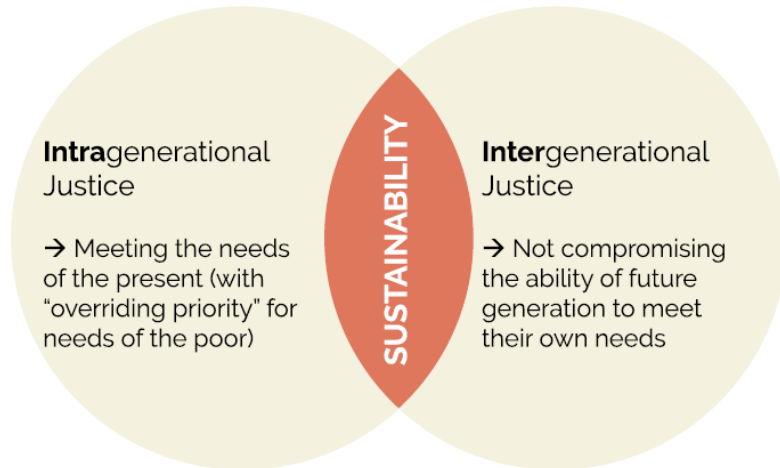 Intragenerational
Justice
→ Meeting the needs
of the present (with
“overriding priority” for
needs of the poor)
SUSTAINABILITY
Intergenerational
Justice
→ Not compromising
the ability of future
generation to meet
their own needs